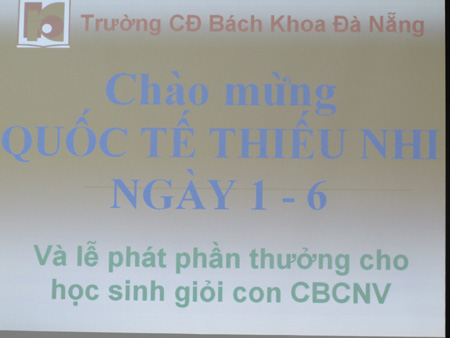 Trường CĐ Bách Khoa Đà Nẵng
Chào mừng
QUỐC TẾ THIẾU NHI
NGÀY 1 - 6
Và lễ phát phần thưởng cho
học sinh giỏi con CBCNV